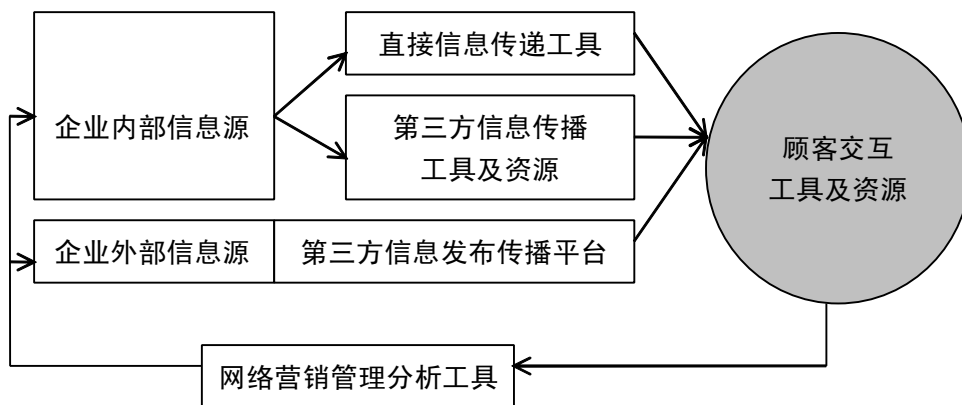 直接信息传递工具
企业内部信息源
第三方信息传播
工具及资源
顾客交互
工具及资源
企业外部信息源
第三方信息发布传播平台
网络营销管理分析工具